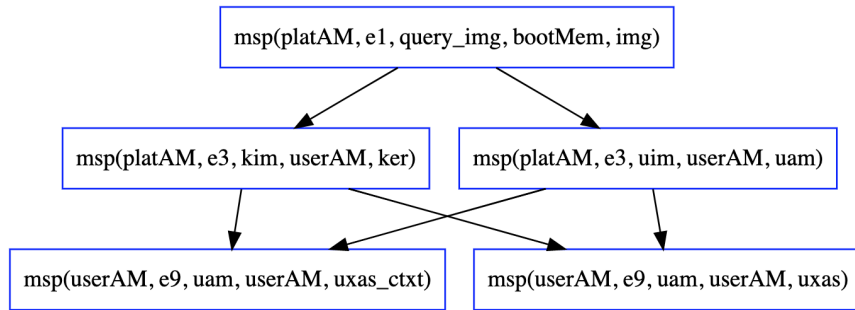 msp(platAM, e1, query_img, bootMem, img)
msp(platAM, e3, kim, userAM, ker)
msp(platAM, e3, uim, userAM, uam)
msp(userAM, e9, uam, userAM, uxas_ctxt)
msp(userAM, e9, uam, userAM, uxas)